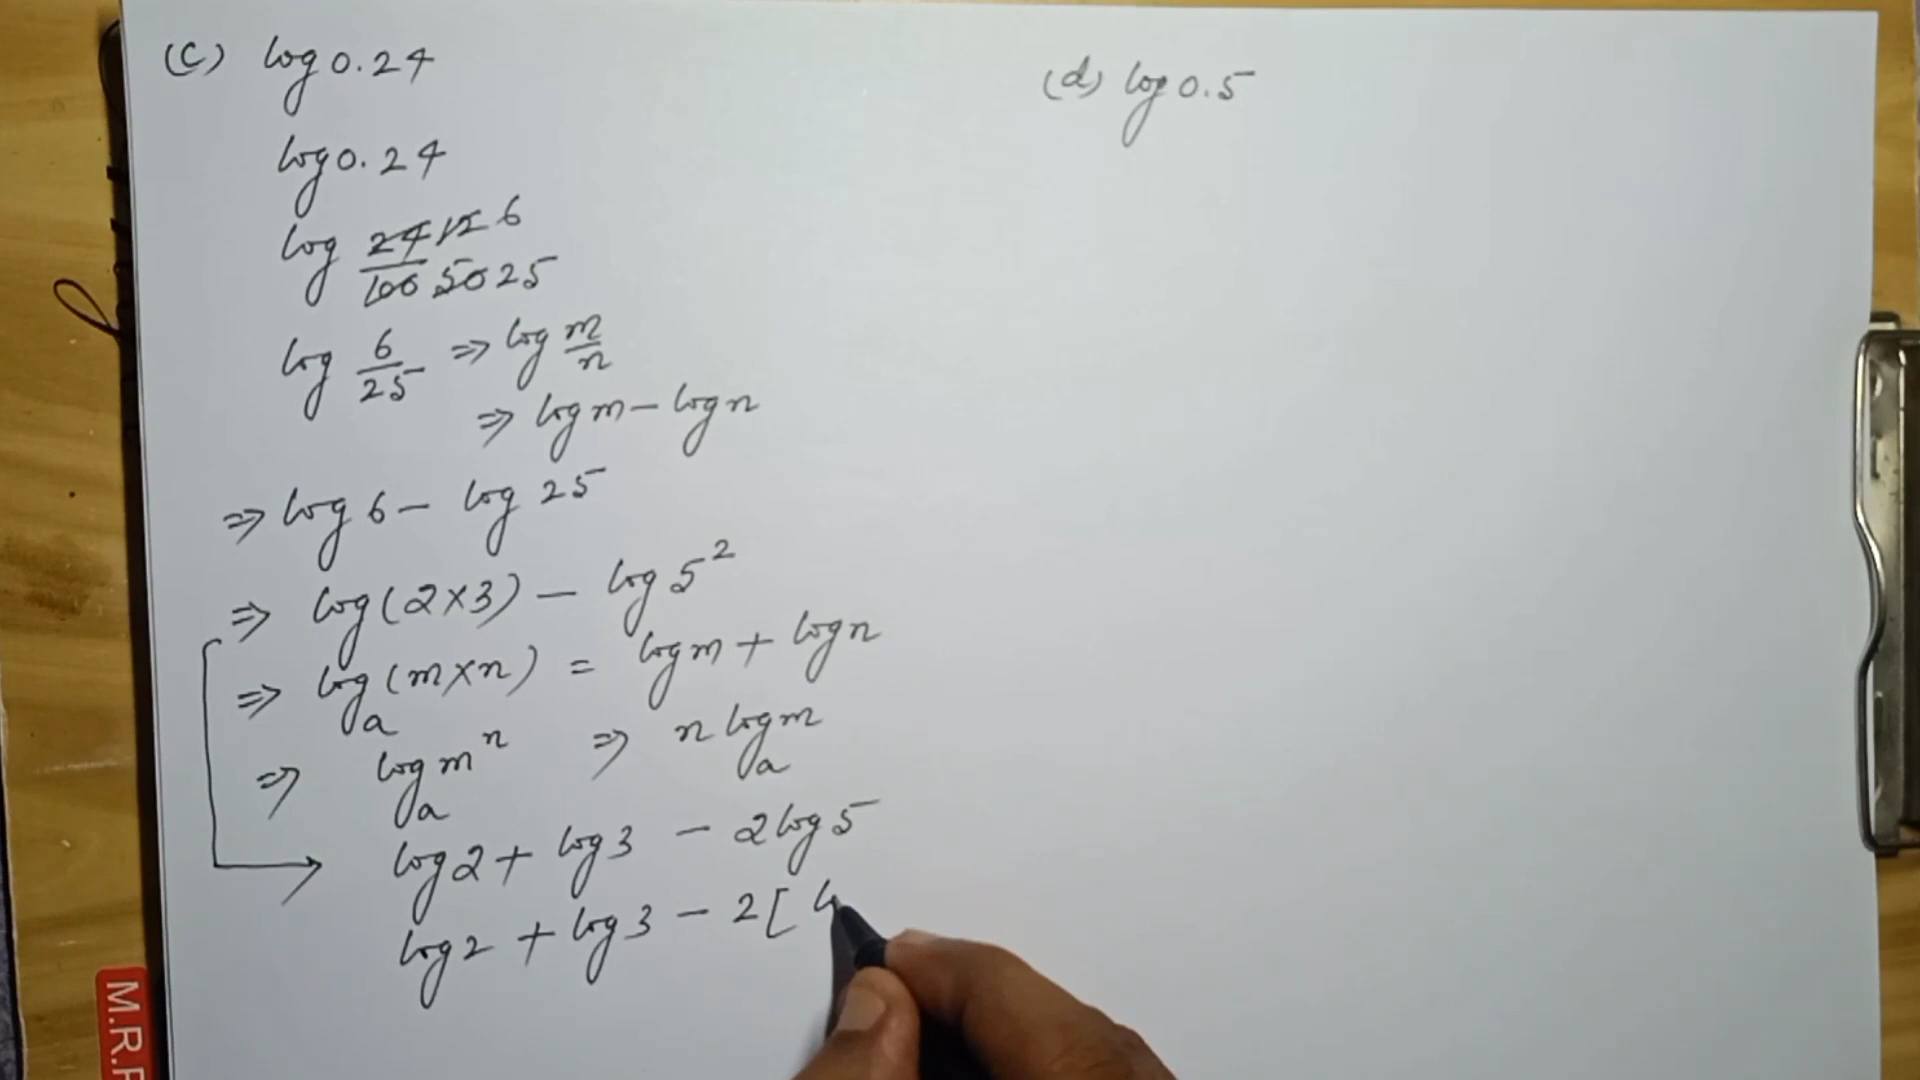 (c) log 0.24
log 0.24
log 24/100 12/50 6/25
log 6/25 ⇒ log m/n
⇒ log m − log n
⇒ log 6 − log 25
⇒ log (2×3) − log 5²
⇒ logₐ (m×n) = log m + log n
⇒ logₐ mⁿ ⇒ n logₐ m
log 2 + log 3 − 2 log 5
log 2 + log 3 − 2 [
(d) log 0.5
M.R.